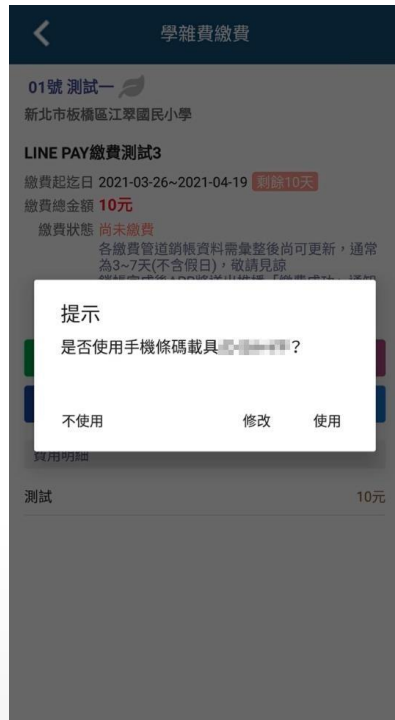 學雜費繳費
01號 測試一
新北市板橋區江翠國民小學
LINE PAY繳費測試3
繳費起迄日 2021-03-26~2021-04-19 剩餘10天
繳費總金額 10元
繳費狀態 尚未繳費
各繳費管道銷帳資料需彙整後尚可更新，通常
為3~7天(不含假日)，敬請見諒
提示
是否使用手機條碼載具 ？
不使用 修改 使用
費用明細
測試 10元